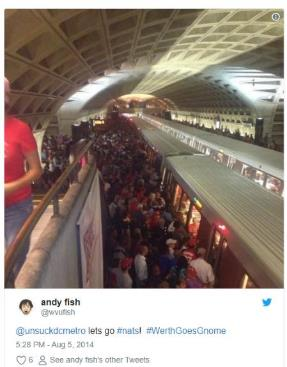 andy fish
@wvufish
@unsuckdcmetro lets go #nats! #WerthGoesGnome
5:28 PM - Aug 5, 2014
6 See andy fish's other Tweets